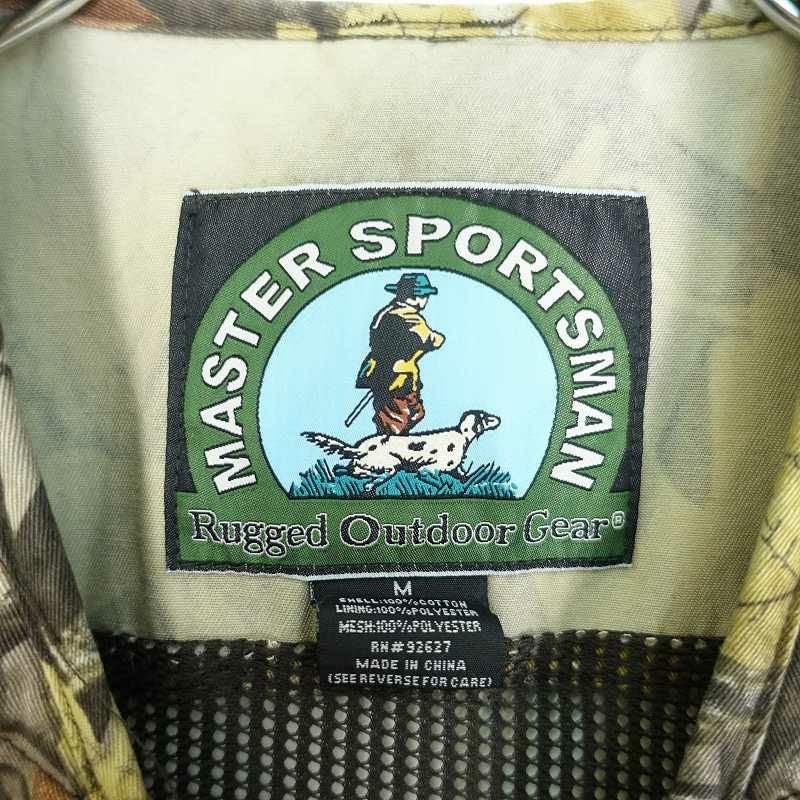 MASTER SPORTSMAN
Rugged Outdoor Gear®
M
SHELL:100%COTTON
LINING:100%POLYESTER
MESH:100%POLYESTER
RN#92627
MADE IN CHINA
(SEE REVERSE FOR CARE)